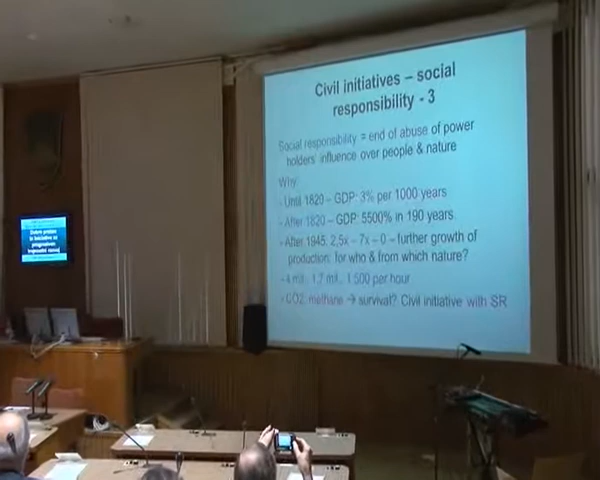 Civil initiatives – social
responsibility - 3
Social responsibility = end of abuse of power
holders' influence over people & nature
Why:
- Until 1820 – GDP: 3% per 1000 years
- After 1820 – GDP: 5500% in 190 years
- After 1945: 2,5x – 7x – 0 – further growth of
production: for who & from which nature?
- 4 mil. 1,7 mil. 1.500 per hour
- CO2, methane → survival? Civil initiative with SR